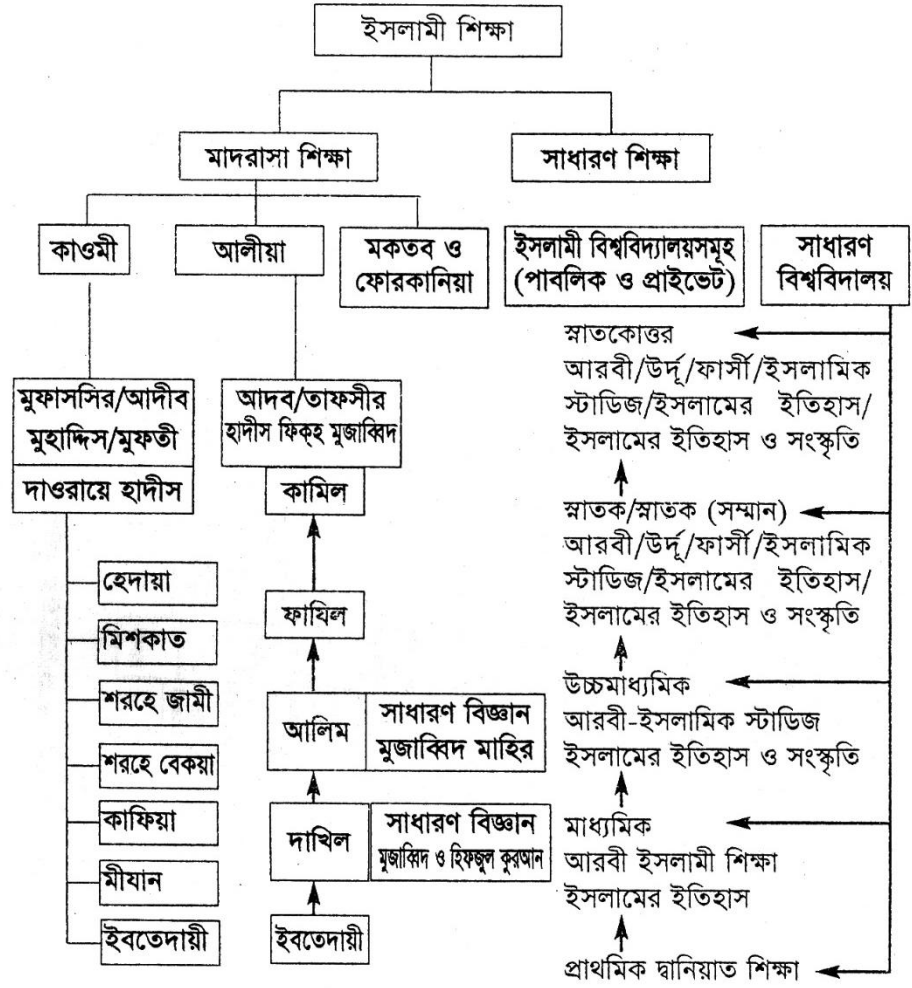 ইসলামী শিক্ষা
মাদরাসা শিক্ষা
সাধারণ শিক্ষা
কাওমী
আলীয়া
মকতব ও
ফোরকানিয়া
ইসলামী বিশ্ববিদ্যালয়সমূহ
(পাবলিক ও প্রাইভেট)
সাধারণ
বিশ্ববিদালয়
মুফাসসির/আদীব
মুহাদ্দিস/মুফতী
দাওরায়ে হাদীস
হেদায়া
মিশকাত
শরহে জামী
শরহে বেকয়া
কাফিয়া
মীযান
ইবতেদায়ী
আদব/তাফসীর
হাদীস ফিক্হ মুজাব্বিদ
কামিল
ফাযিল
আলিম
সাধারণ বিজ্ঞান
মুজাব্বিদ মাহির
দাখিল
সাধারণ বিজ্ঞান
মুজাব্বিদ ও হিফজুল কুরআন
ইবতেদায়ী
স্নাতকোত্তর
আরবী/উর্দূ/ফার্সী/ইসলামিক
স্টাডিজ/ইসলামের ইতিহাস/
ইসলামের ইতিহাস ও সংস্কৃতি
স্নাতক/স্নাতক (সম্মান)
আরবী/উর্দূ/ফার্সী/ইসলামিক
স্টাডিজ/ইসলামের ইতিহাস/
ইসলামের ইতিহাস ও সংস্কৃতি
উচ্চমাধ্যমিক
আরবী-ইসলামিক স্টাডিজ
ইসলামের ইতিহাস ও সংস্কৃতি
মাধ্যমিক
আরবী ইসলামী শিক্ষা
ইসলামের ইতিহাস
প্রাথমিক দ্বানিয়াত শিক্ষা